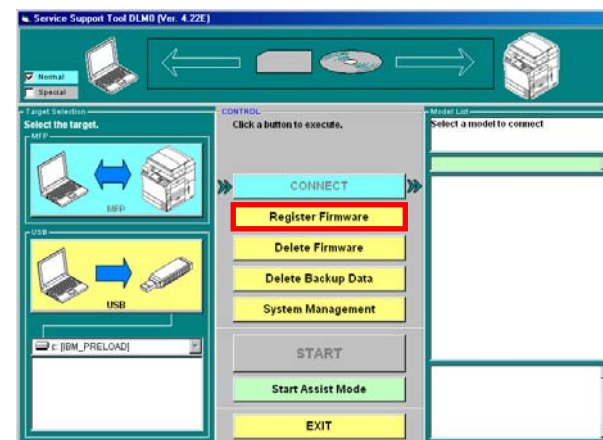 Service Support Tool DLM0 (Ver. 4.22E)
Normal
Special
Target Selection
Select the target.
MFP
MFP
USB
USB
c: [IBM_PRELOAD]
CONTROL
Click a button to execute.
CONNECT
Register Firmware
Delete Firmware
Delete Backup Data
System Management
START
Start Assist Mode
EXIT
Model List
Select a model to connect